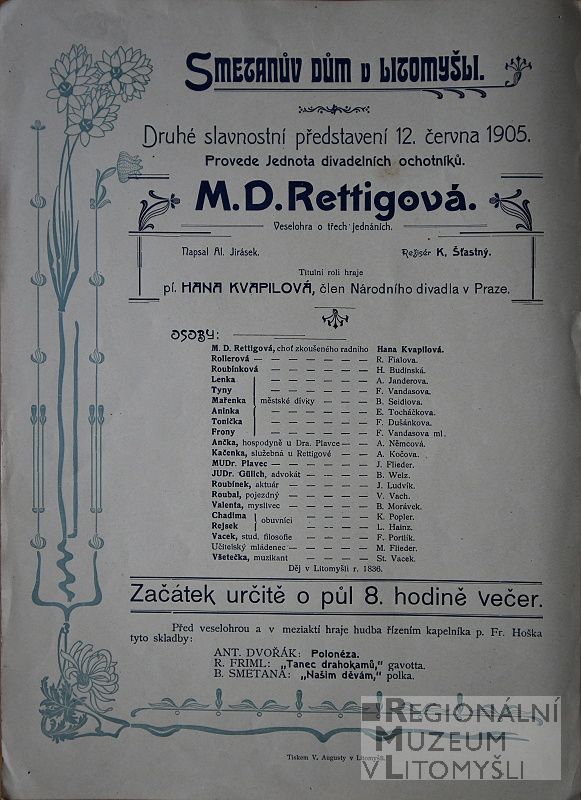 SMETANŮV DŮM V LITOMYŠLI.
Druhé slavnostní představení 12. června 1905.
Provede Jednota divadelních ochotníků.
M. D. Rettigová.
Veselohra o třech jednáních.
Napsal Al. Jirásek. Režisér K. Šťastný.
Titulní roli hraje
pí. HANA KVAPILOVÁ, člen Národního divadla v Praze.
OSOBY:
M. D. Rettigová, choť zkoušeného radního Hana Kvapilová.
Rollerová — — — — — — — R. Fialova.
Roubínková — — — — — — H. Budinská.
Lenka A. Janderova.
Tyny F. Vandasova.
Mařenka městské dívky — — — B. Seidlova.
Aninka E. Tocháčkova.
Tonička F. Dušánkova.
Frony F. Vandasova ml.
Ančka, hospodyně u Dra. Plavce — — A. Němcová.
Kačenka, služebná u Rettigové — — A. Kočova.
MUDr. Plavec — — — — — — J. Flieder.
JUDr. Gülich, advokát — — — — B. Welz.
Roubínek, aktuár — — — — — J. Ludvík.
Roubal, pojezdný — — — — — V. Vach.
Valenta, myslivec — — — — — B. Morávek.
Chadima K. Popler.
obuvníci — — — —
Rejsek L. Hainz.
Vacek, stud. filosofie — — — — F. Portlík.
Učitelský mládenec — — — — — M. Flieder.
Všetečka, muzikant — — — — — St. Vacek.
Děj v Litomyšli r. 1836.
Začátek určitě o půl 8. hodině večer.
Před veselohrou a v meziaktí hraje hudba řízením kapelníka p. Fr. Hoška
tyto skladby:
ANT. DVOŘÁK: Polonéza.
R. FRIML: „Tanec drahokamů,“ gavotta.
B. SMETANA: „Našim děvám,“ polka.
Tiskem V. Augusty v Litomyšli.
REGIONÁLNÍ
MUZEUM
V LITOMYŠLI